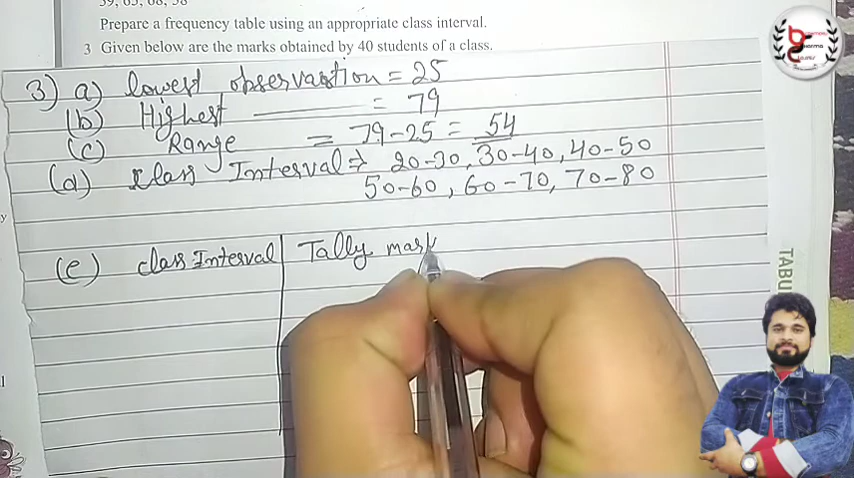 59, 65, 68, 58
Prepare a frequency table using an appropriate class interval.
3 Given below are the marks obtained by 40 students of a class.
3) a) lowest observation = 25
(b) Highest = 79
(c) Range = 79-25 = 54
(d) Class Interval ⇒ 20-30, 30-40, 40-50
50-60, 60-70, 70-80
(e) class Interval Tally mark
TABU